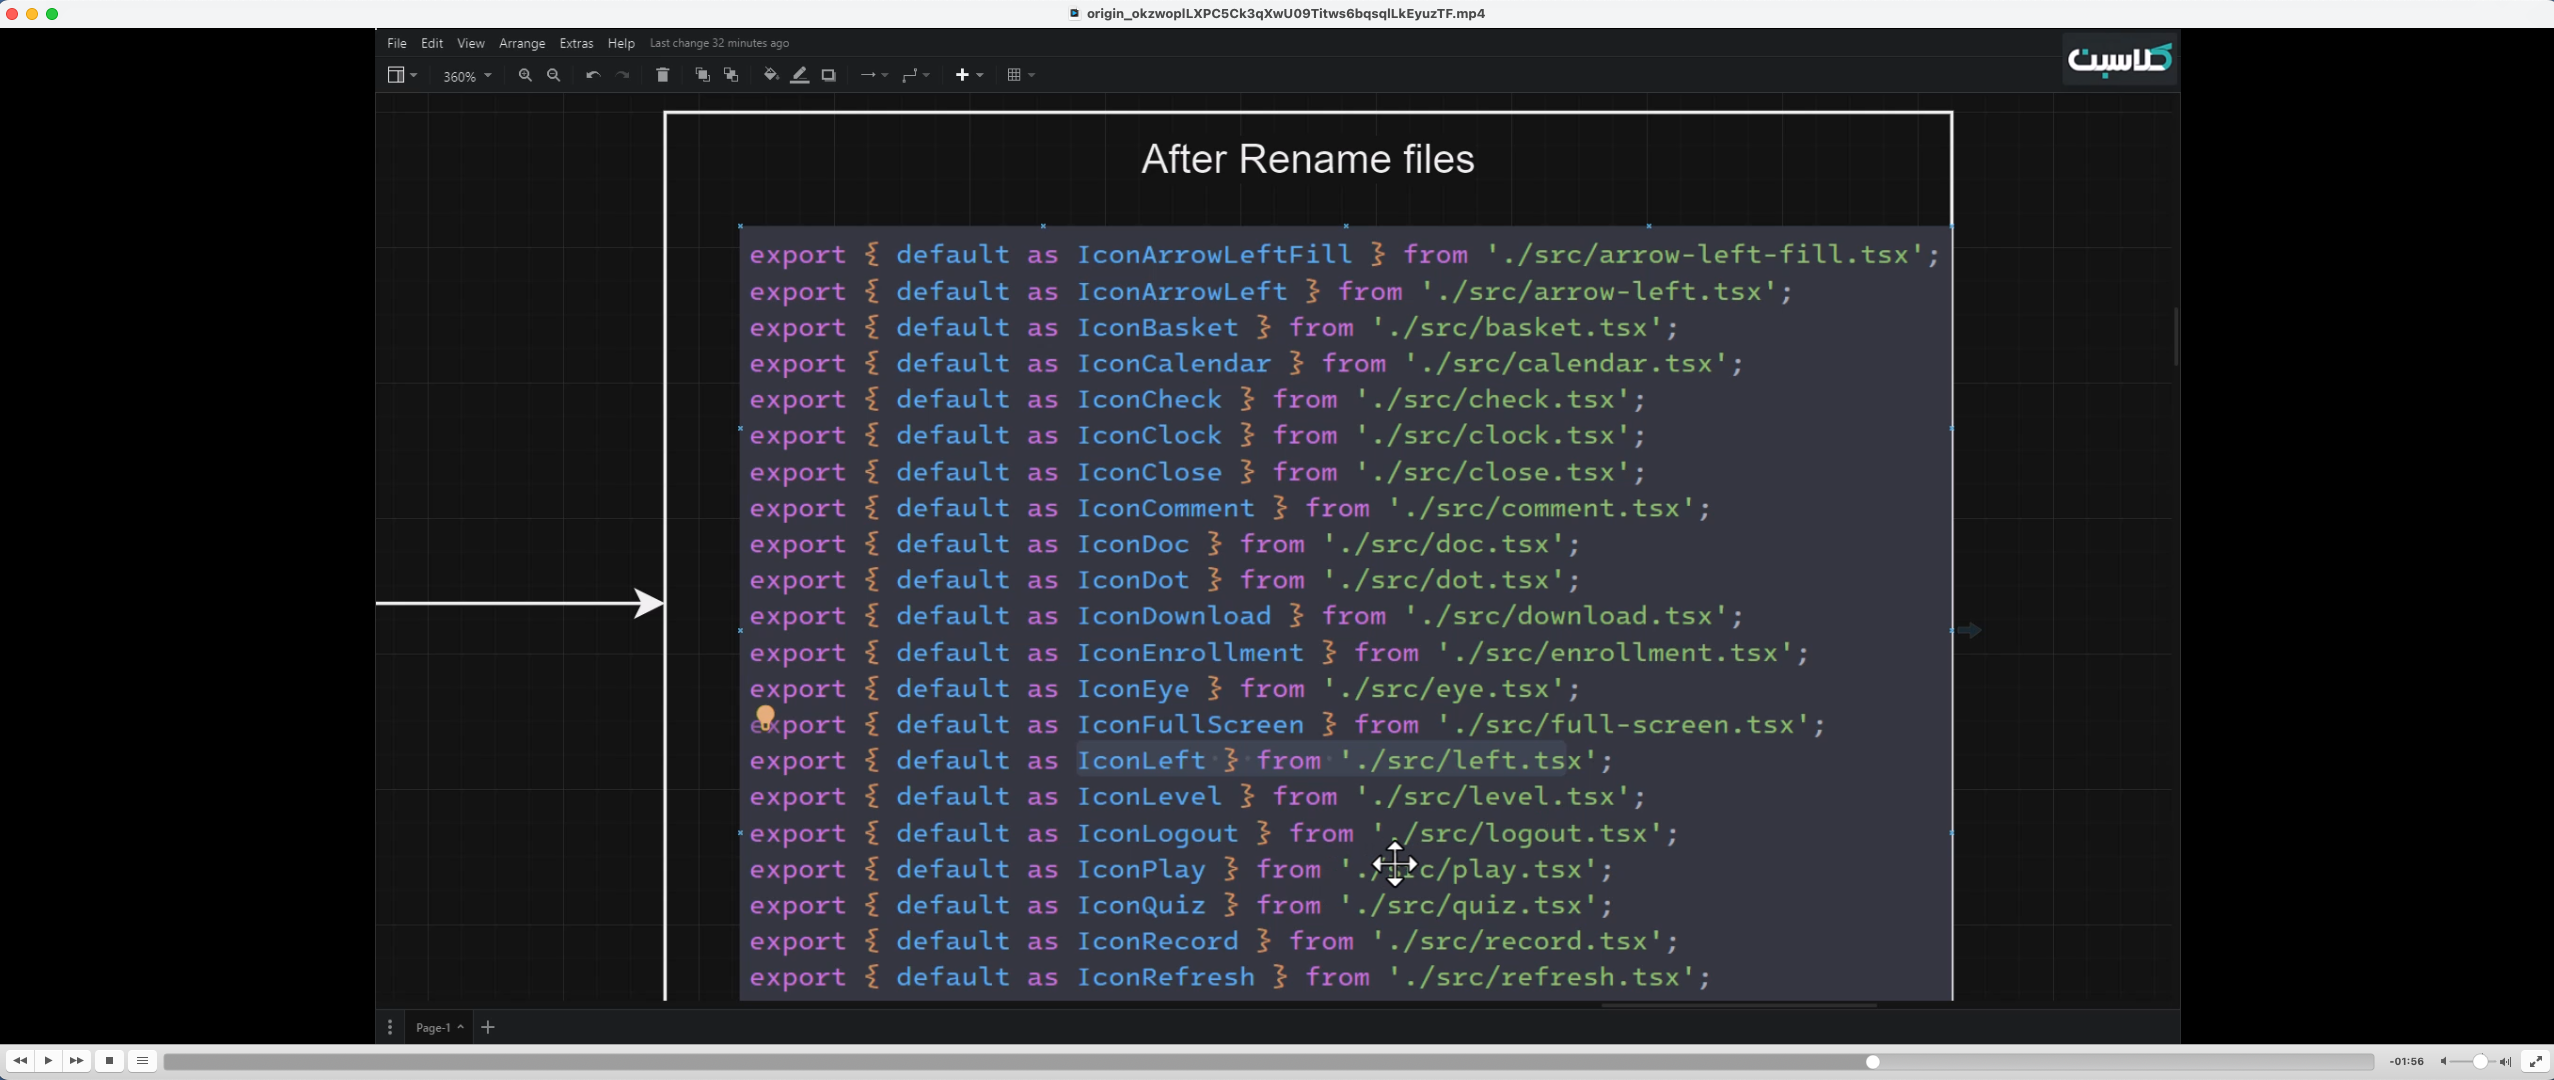 origin_okzwoplLXPC5Ck3qXwU09Titws6bqsqlLkEyuzTF.mp4
File Edit View Arrange Extras Help Last change 32 minutes ago
کلاسبن
360%
After Rename files
export { default as IconArrowLeftFill } from './src/arrow-left-fill.tsx';
export { default as IconArrowLeft } from './src/arrow-left.tsx';
export { default as IconBasket } from './src/basket.tsx';
export { default as IconCalendar } from './src/calendar.tsx';
export { default as IconCheck } from './src/check.tsx';
export { default as IconClock } from './src/clock.tsx';
export { default as IconClose } from './src/close.tsx';
export { default as IconComment } from './src/comment.tsx';
export { default as IconDoc } from './src/doc.tsx';
export { default as IconDot } from './src/dot.tsx';
export { default as IconDownload } from './src/download.tsx';
export { default as IconEnrollment } from './src/enrollment.tsx';
export { default as IconEye } from './src/eye.tsx';
export { default as IconFullScreen } from './src/full-screen.tsx';
export { default as IconLeft } from './src/left.tsx';
export { default as IconLevel } from './src/level.tsx';
export { default as IconLogout } from './src/logout.tsx';
export { default as IconPlay } from './src/play.tsx';
export { default as IconQuiz } from './src/quiz.tsx';
export { default as IconRecord } from './src/record.tsx';
export { default as IconRefresh } from './src/refresh.tsx';
Page-1
-01:56